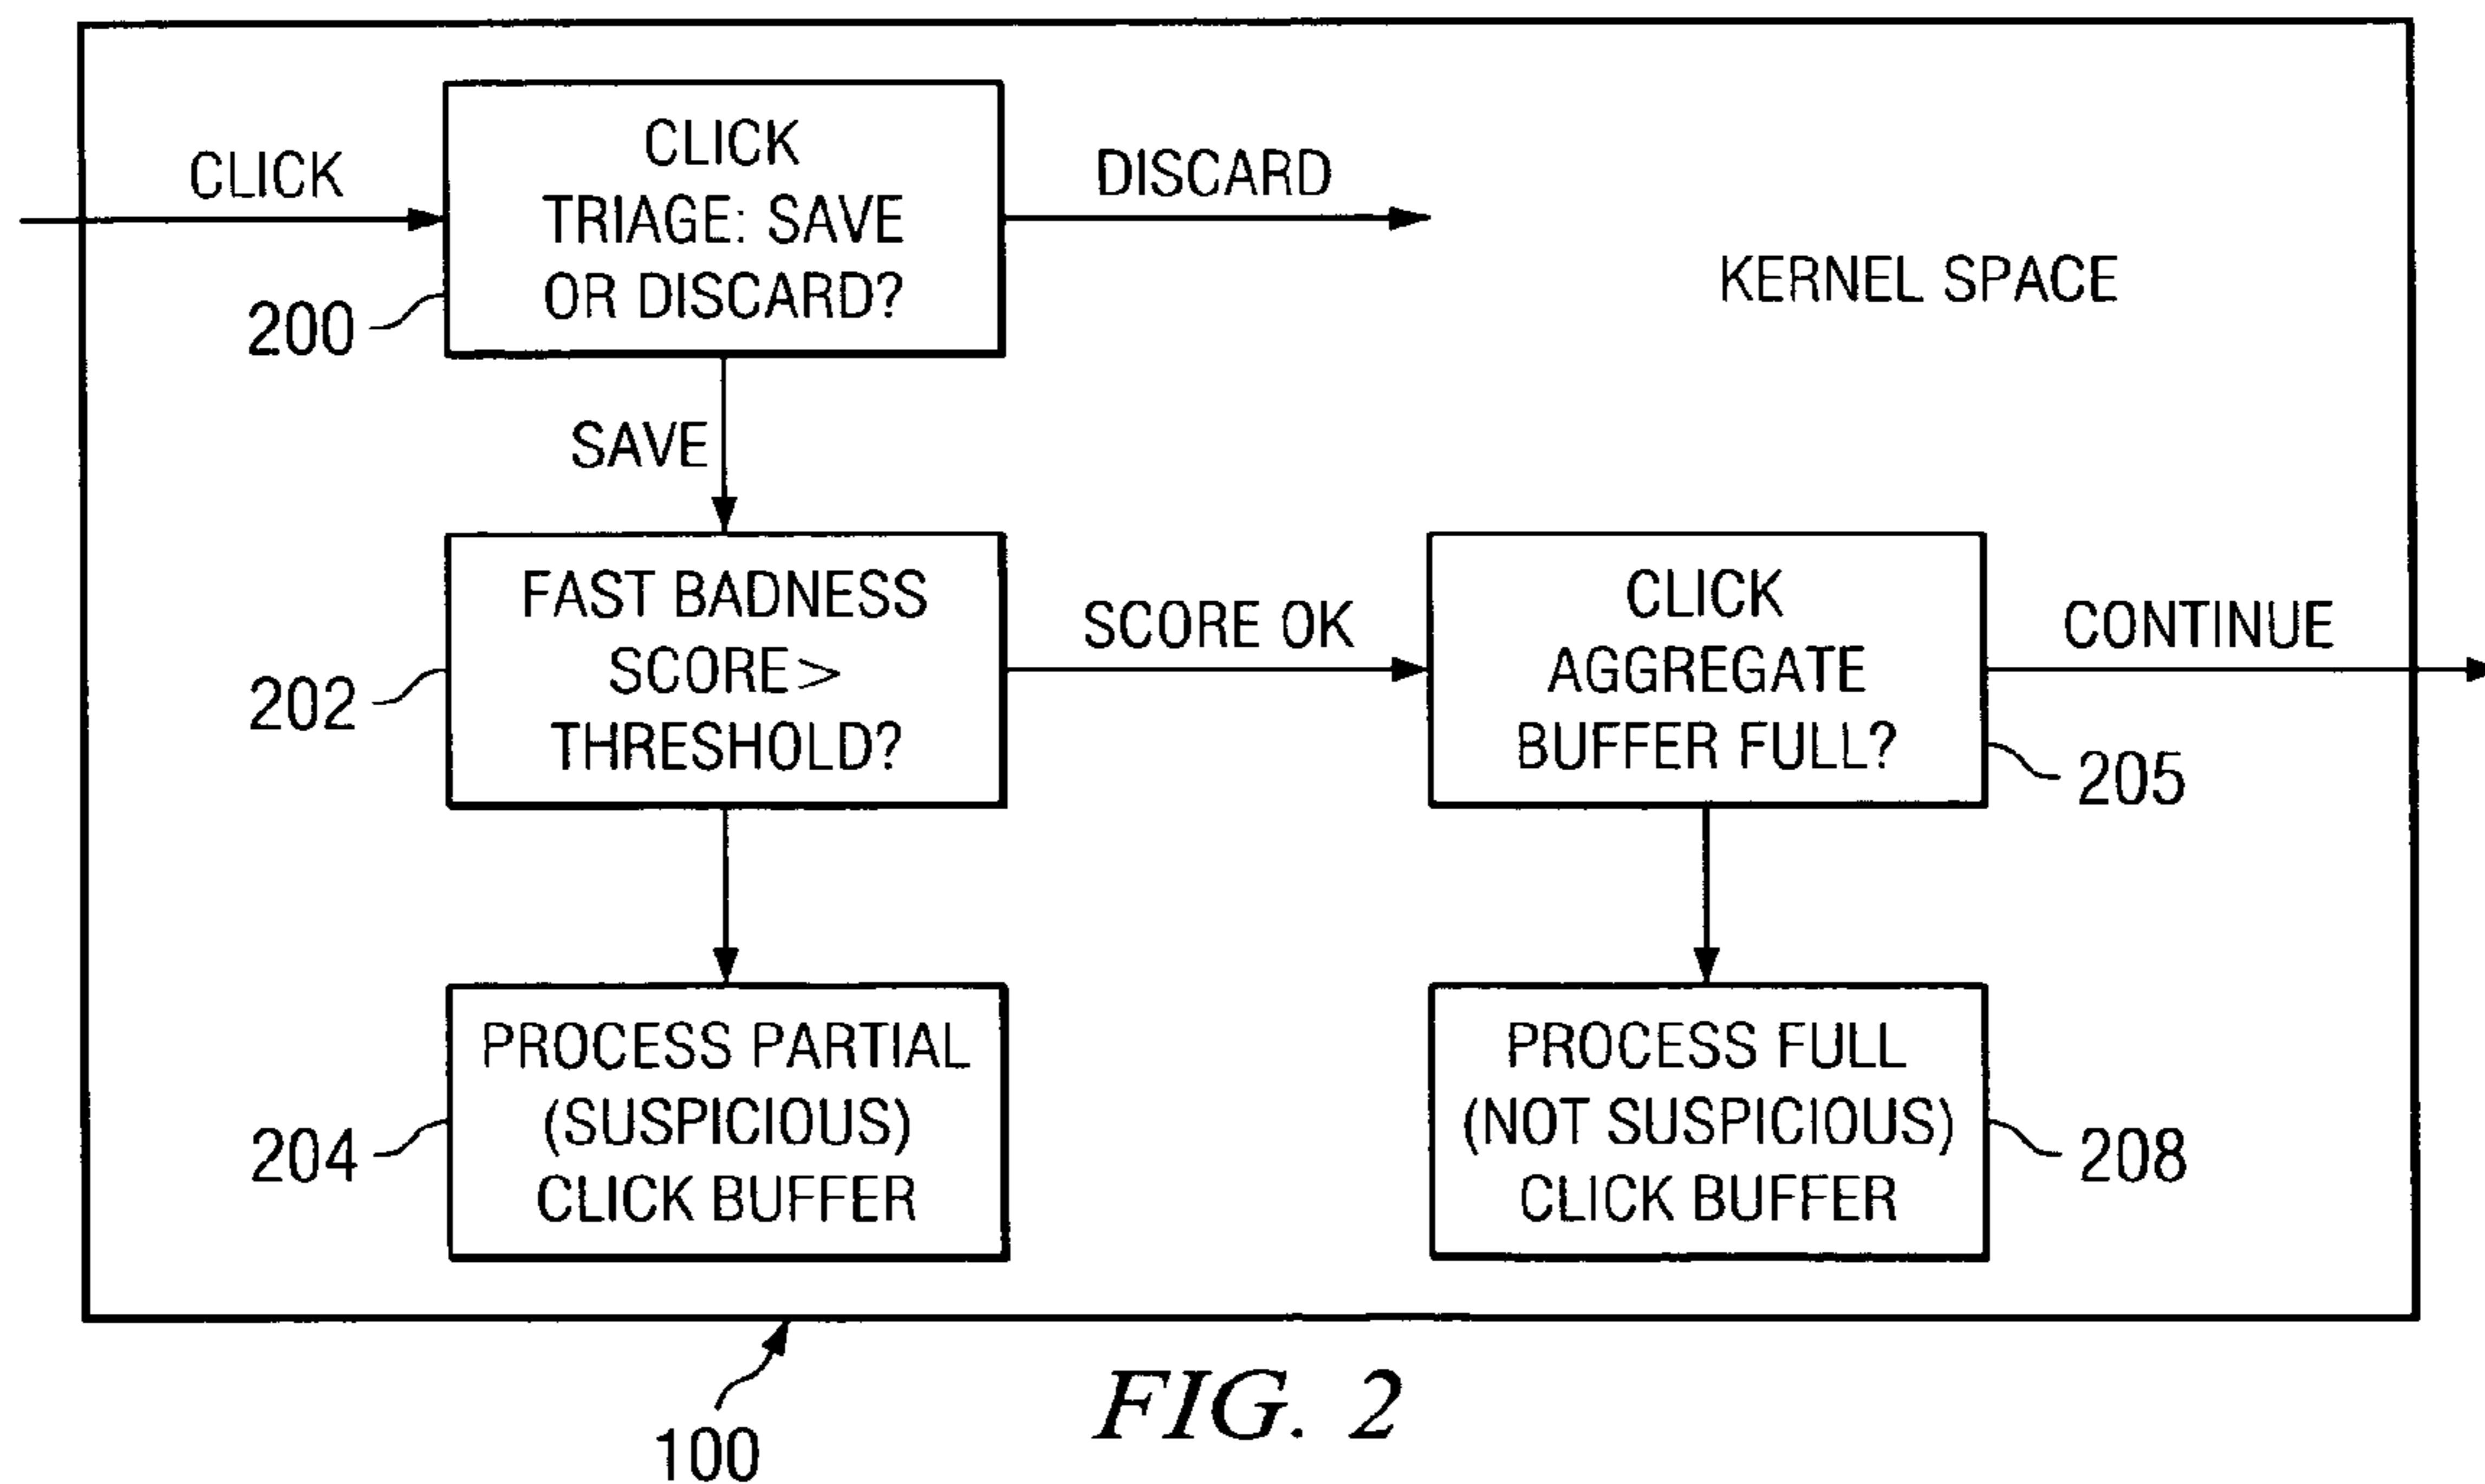 CLICK
CLICK
TRIAGE: SAVE
OR DISCARD?
DISCARD
KERNEL SPACE
200
SAVE
FAST BADNESS
SCORE>
THRESHOLD?
202
SCORE OK
CLICK
AGGREGATE
BUFFER FULL?
CONTINUE
205
PROCESS PARTIAL
(SUSPICIOUS)
CLICK BUFFER
204
PROCESS FULL
(NOT SUSPICIOUS)
CLICK BUFFER
208
100
FIG. 2